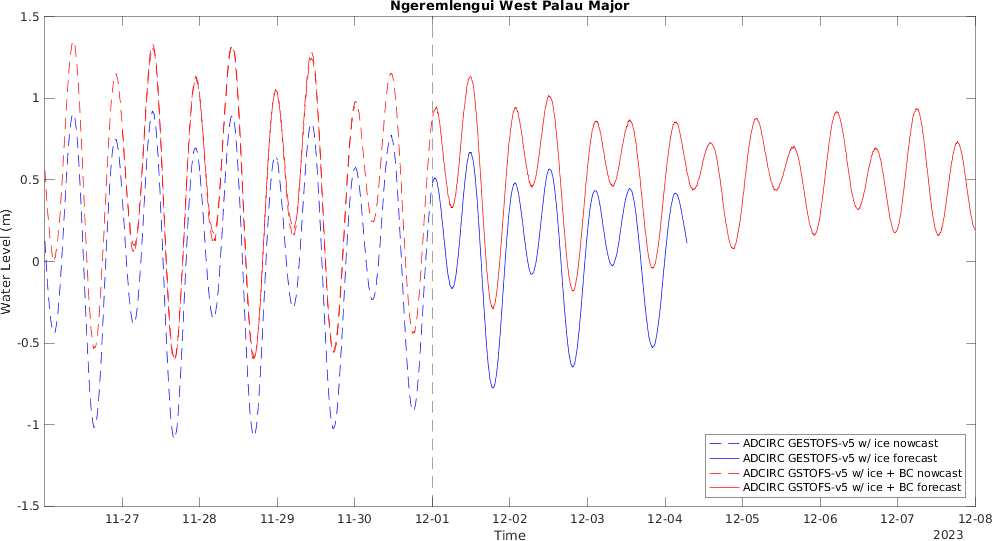 Ngeremlengui West Palau Major
1.5
1
0.5
0
-0.5
-1
-1.5
Water Level (m)
ADCIRC GESTOFS-v5 w/ ice nowcast
ADCIRC GESTOFS-v5 w/ ice forecast
ADCIRC GSTOFS-v5 w/ ice + BC nowcast
ADCIRC GSTOFS-v5 w/ ice + BC forecast
11-27 11-28 11-29 11-30 12-01 12-02 12-03 12-04 12-05 12-06 12-07 12-08
Time
2023